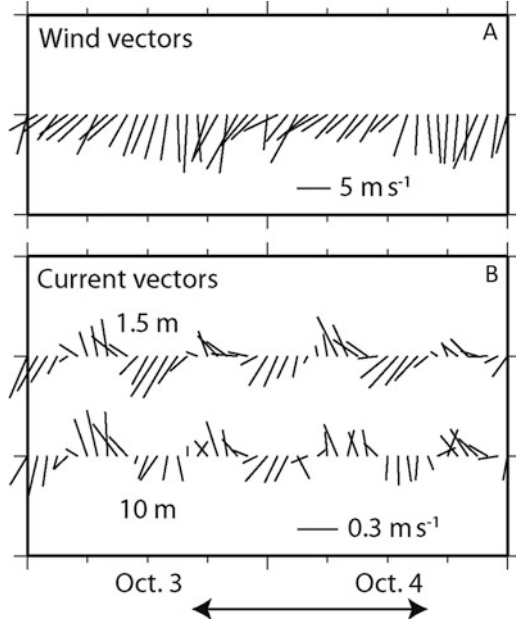 Wind vectors
A
5 m s⁻¹
Current vectors
B
1.5 m
10 m
0.3 m s⁻¹
Oct. 3
Oct. 4